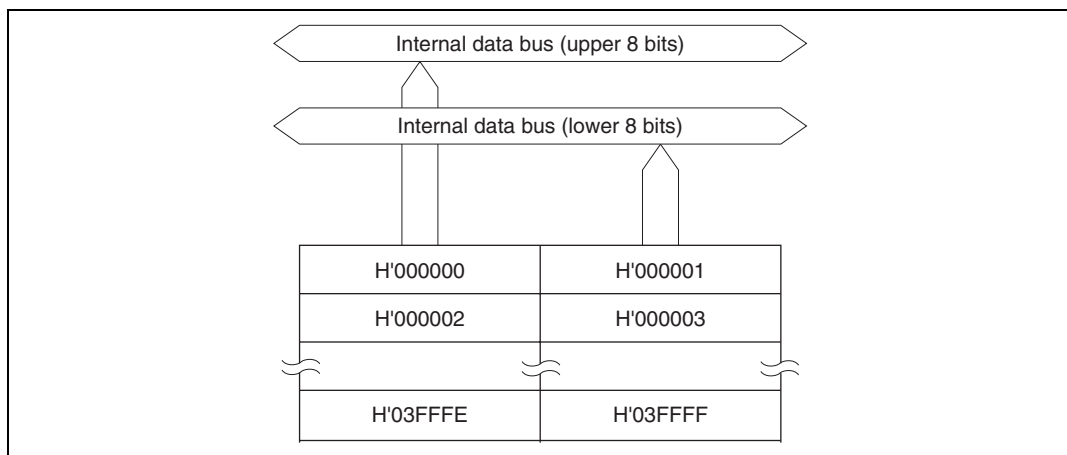 Internal data bus (upper 8 bits)
Internal data bus (lower 8 bits)
H'000000 H'000001
H'000002 H'000003
H'03FFFE H'03FFFF